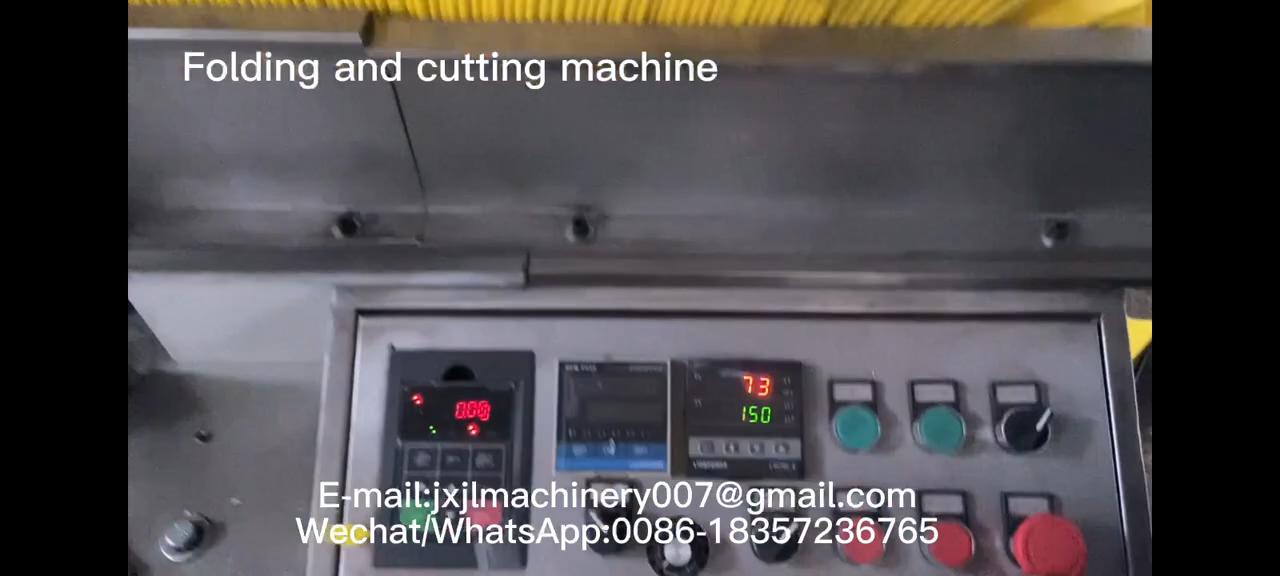 Folding and cutting machine
0.00
73
150
E-mail:jxjlmachinery007@gmail.com
Wechat/WhatsApp:0086-18357236765